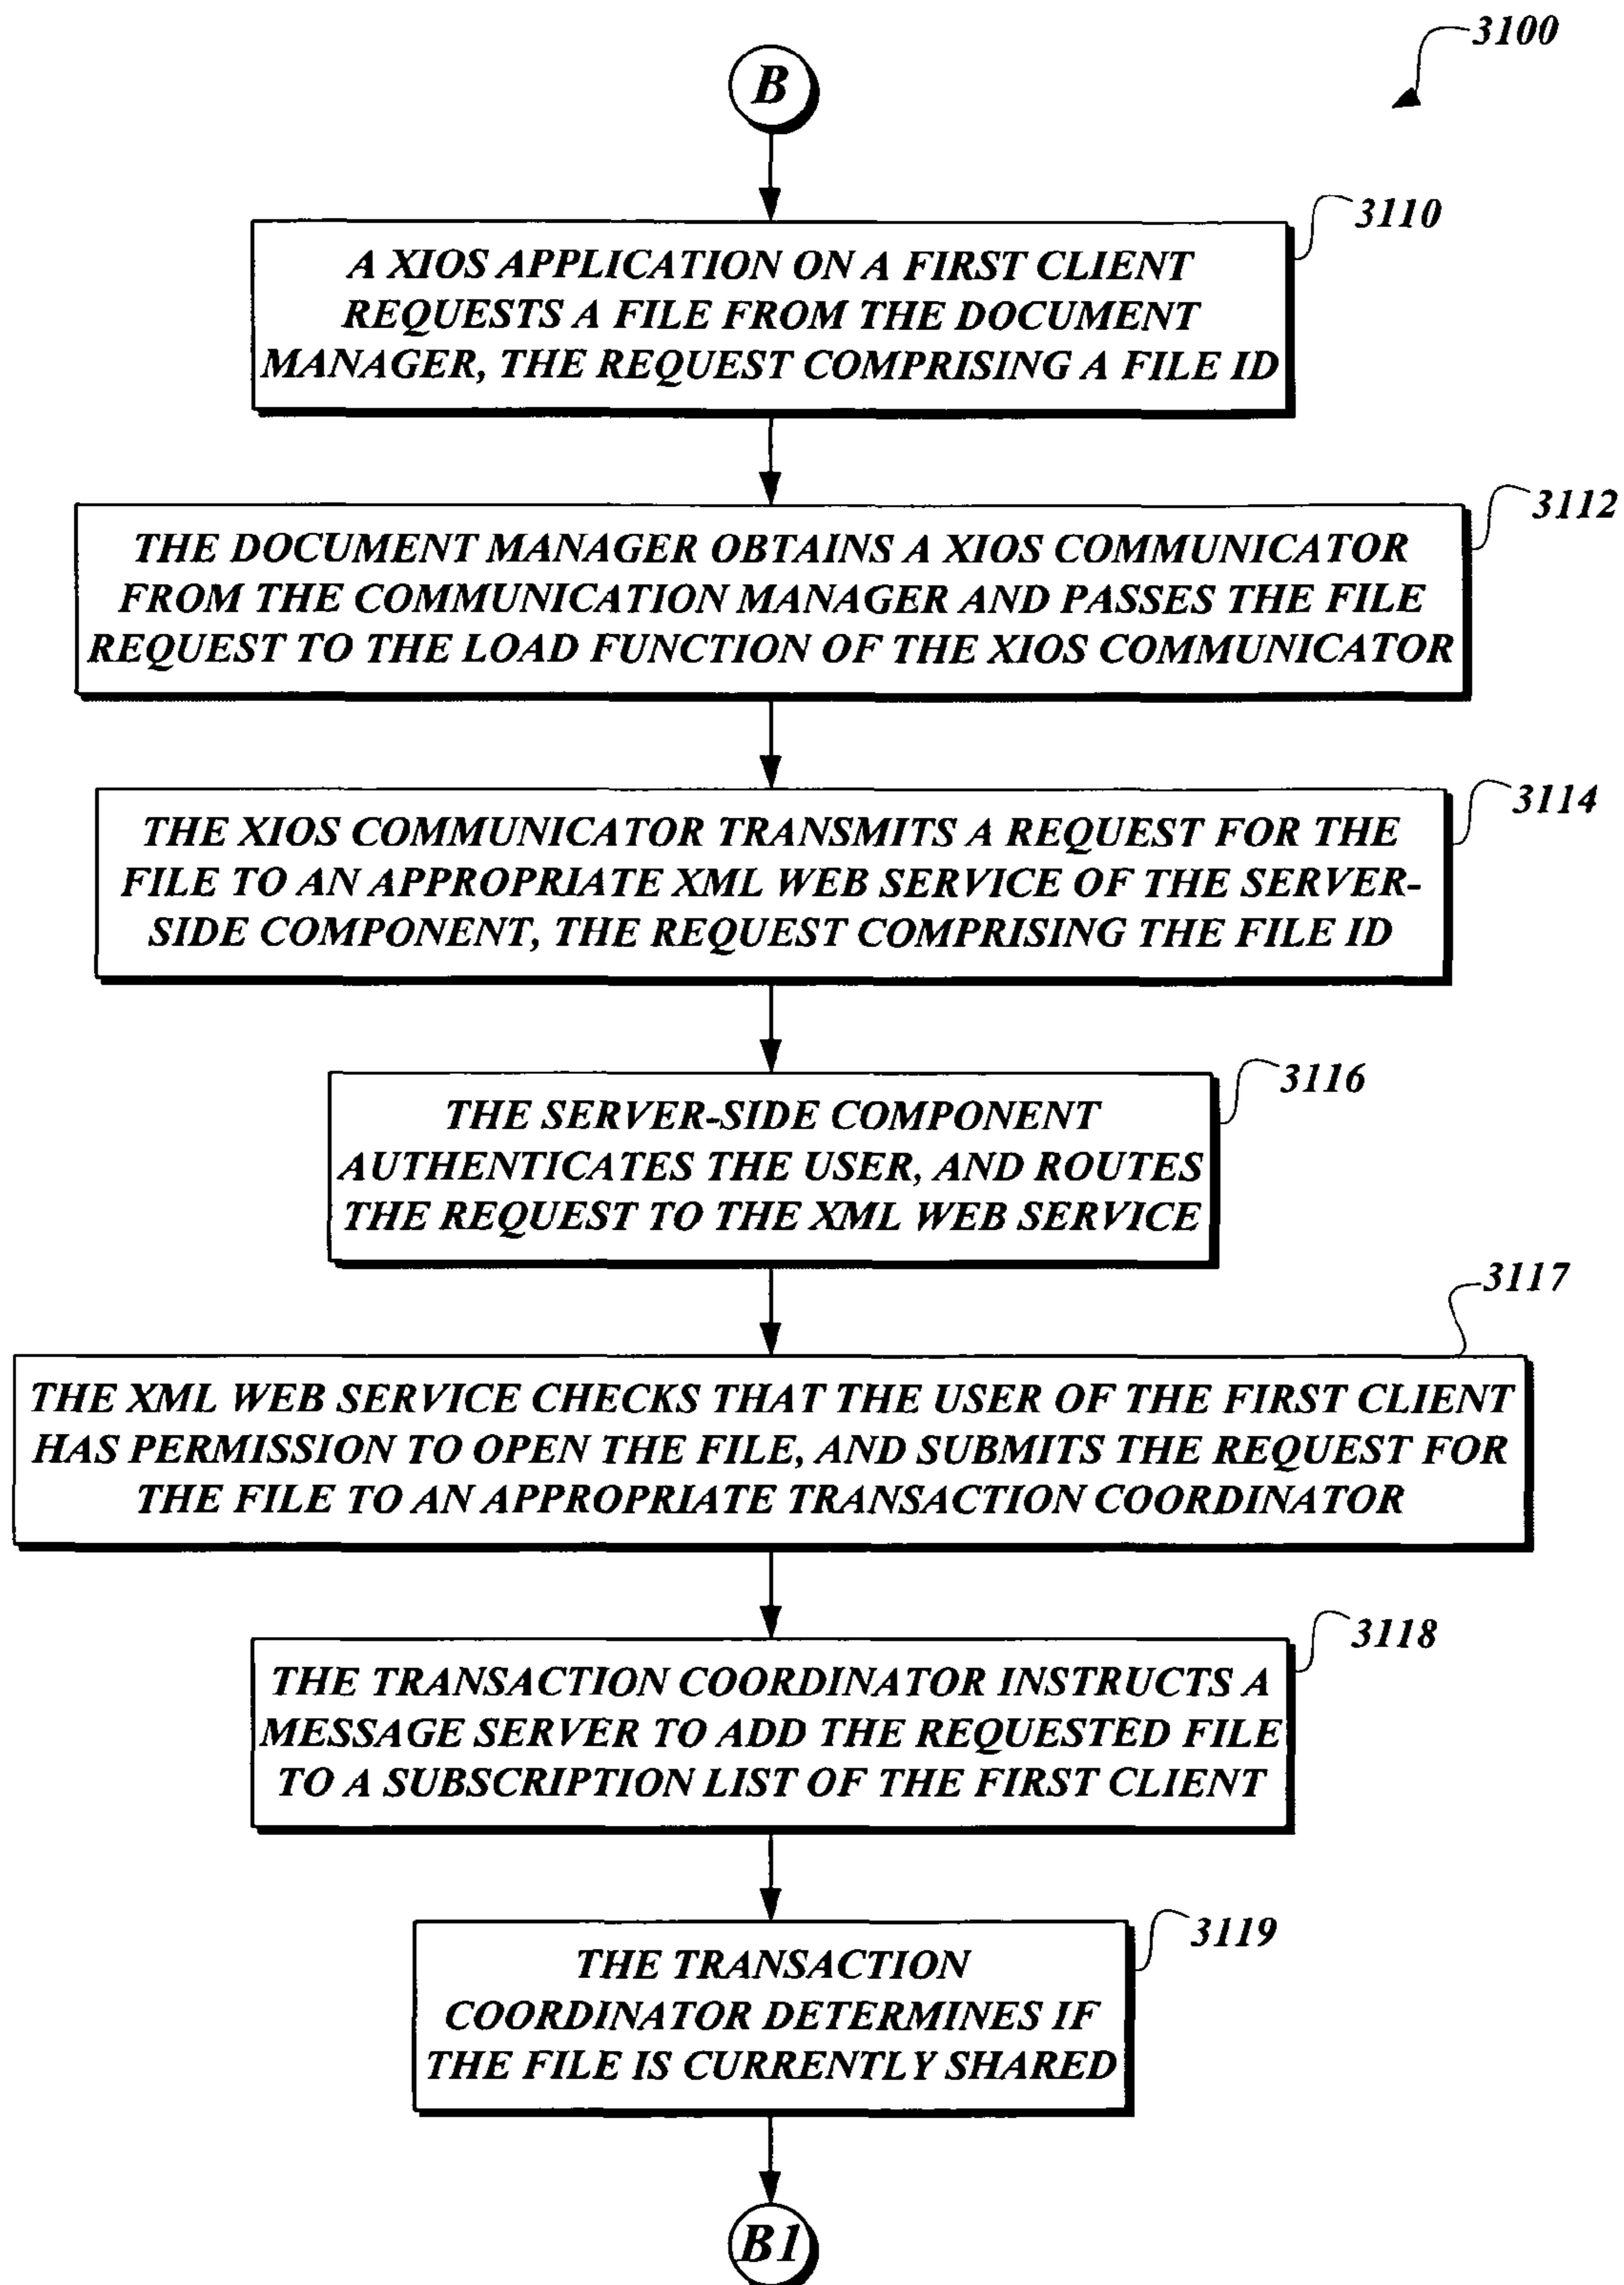 3100
B
3110
A XIOS APPLICATION ON A FIRST CLIENT
REQUESTS A FILE FROM THE DOCUMENT
MANAGER, THE REQUEST COMPRISING A FILE ID
3112
THE DOCUMENT MANAGER OBTAINS A XIOS COMMUNICATOR
FROM THE COMMUNICATION MANAGER AND PASSES THE FILE
REQUEST TO THE LOAD FUNCTION OF THE XIOS COMMUNICATOR
3114
THE XIOS COMMUNICATOR TRANSMITS A REQUEST FOR THE
FILE TO AN APPROPRIATE XML WEB SERVICE OF THE SERVER-
SIDE COMPONENT, THE REQUEST COMPRISING THE FILE ID
3116
THE SERVER-SIDE COMPONENT
AUTHENTICATES THE USER, AND ROUTES
THE REQUEST TO THE XML WEB SERVICE
3117
THE XML WEB SERVICE CHECKS THAT THE USER OF THE FIRST CLIENT
HAS PERMISSION TO OPEN THE FILE, AND SUBMITS THE REQUEST FOR
THE FILE TO AN APPROPRIATE TRANSACTION COORDINATOR
3118
THE TRANSACTION COORDINATOR INSTRUCTS A
MESSAGE SERVER TO ADD THE REQUESTED FILE
TO A SUBSCRIPTION LIST OF THE FIRST CLIENT
3119
THE TRANSACTION
COORDINATOR DETERMINES IF
THE FILE IS CURRENTLY SHARED
B1